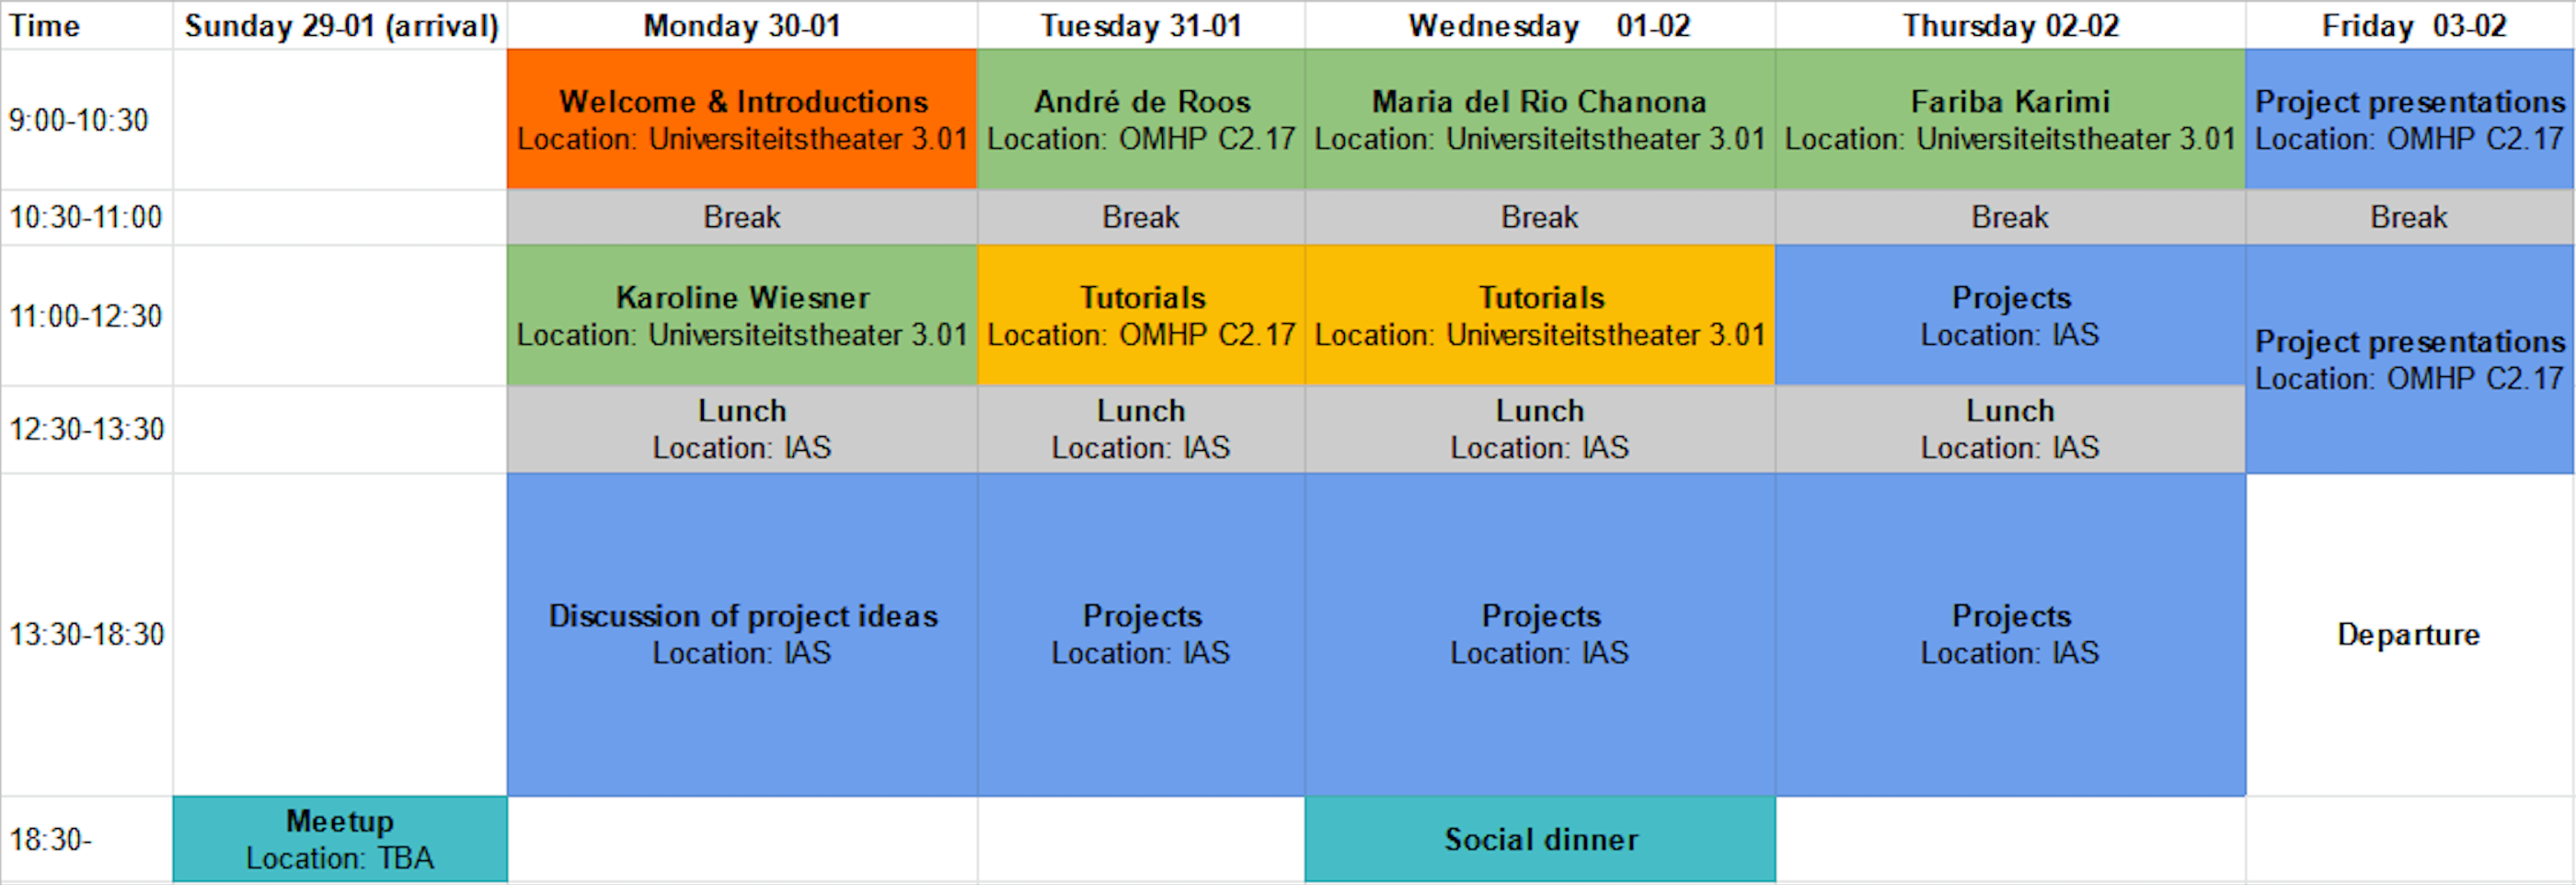 Time
Sunday 29-01 (arrival)
Monday 30-01
Tuesday 31-01
Wednesday 01-02
Thursday 02-02
Friday 03-02
9:00-10:30
Welcome & Introductions
Location: Universiteitstheater 3.01
André de Roos
Location: OMHP C2.17
Maria del Rio Chanona
Location: Universiteitstheater 3.01
Fariba Karimi
Location: Universiteitstheater 3.01
Project presentations
Location: OMHP C2.17
10:30-11:00
Break
Break
Break
Break
Break
11:00-12:30
Karoline Wiesner
Location: Universiteitstheater 3.01
Tutorials
Location: OMHP C2.17
Tutorials
Location: Universiteitstheater 3.01
Projects
Location: IAS
Project presentations
Location: OMHP C2.17
12:30-13:30
Lunch
Location: IAS
Lunch
Location: IAS
Lunch
Location: IAS
Lunch
Location: IAS
13:30-18:30
Discussion of project ideas
Location: IAS
Projects
Location: IAS
Projects
Location: IAS
Projects
Location: IAS
Departure
18:30-
Meetup
Location: TBA
Social dinner